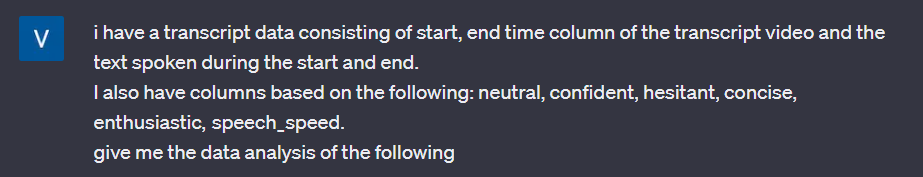 V
i have a transcript data consisting of start, end time column of the transcript video and the
text spoken during the start and end.
I also have columns based on the following: neutral, confident, hesitant, concise,
enthusiastic, speech_speed.
give me the data analysis of the following